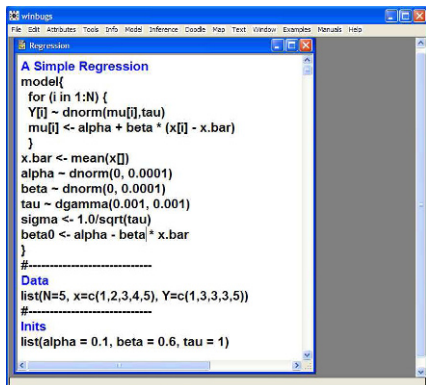 winbugs
File Edit Attributes Tools Info Model Inference Doodle Map Text Window Examples Manuals Help
Regression
A Simple Regression
model{
for (i in 1:N) {
Y[i] ~ dnorm(mu[i],tau)
mu[i] <- alpha + beta * (x[i] - x.bar)
}
x.bar <- mean(x[])
alpha ~ dnorm(0, 0.0001)
beta ~ dnorm(0, 0.0001)
tau ~ dgamma(0.001, 0.001)
sigma <- 1.0/sqrt(tau)
beta0 <- alpha - beta * x.bar
}
#-----------------------------
Data
list(N=5, x=c(1,2,3,4,5), Y=c(1,3,3,3,5))
#-----------------------------
Inits
list(alpha = 0.1, beta = 0.6, tau = 1)